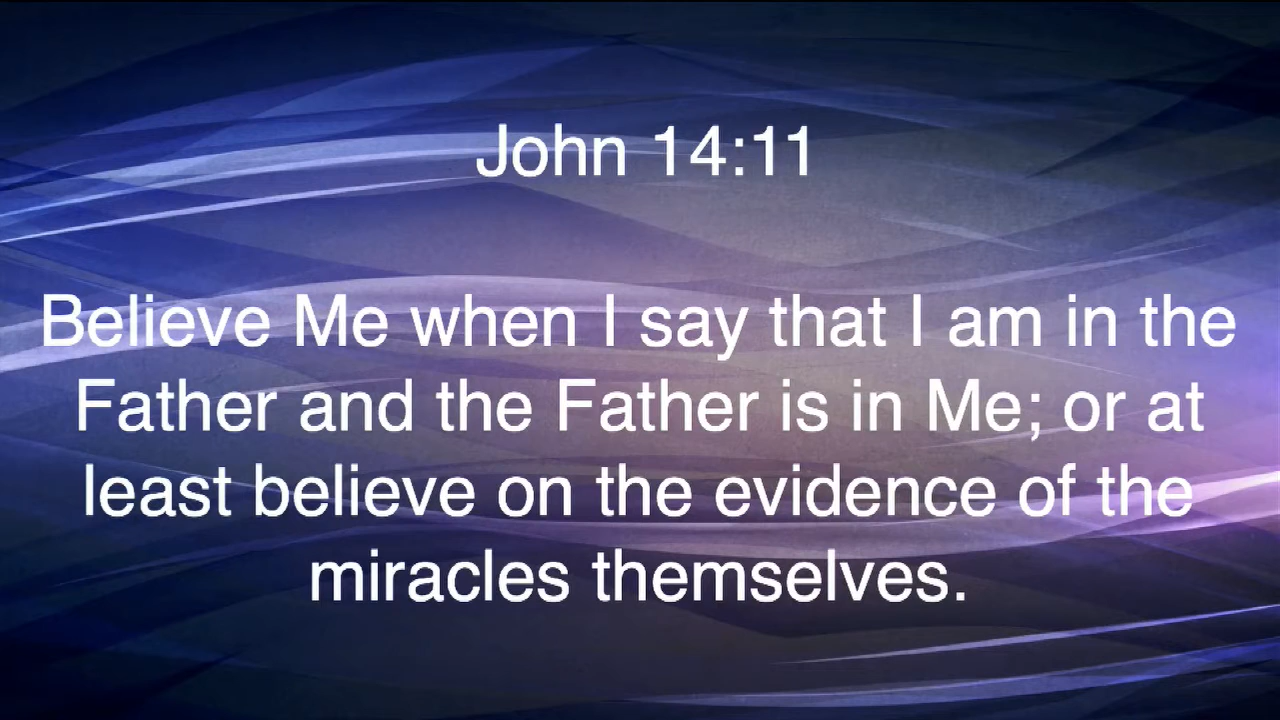 John 14:11
Believe Me when I say that I am in the
Father and the Father is in Me; or at
least believe on the evidence of the
miracles themselves.